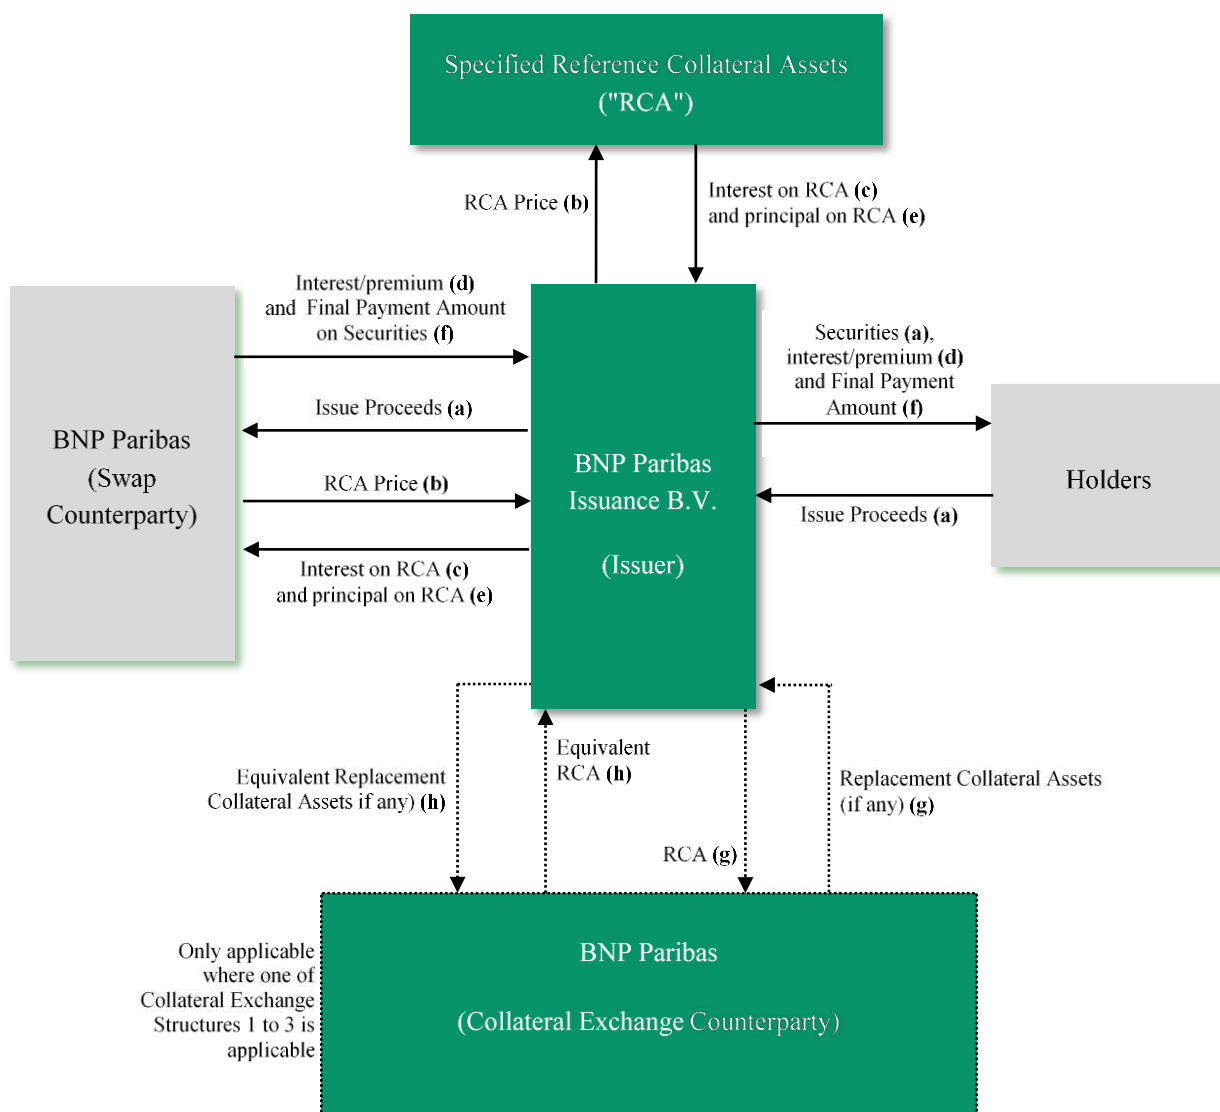 Specified Reference Collateral Assets
("RCA")
RCA Price (b)
Interest on RCA (c)
and principal on RCA (e)
Interest/premium (d)
and Final Payment Amount
on Securities (f)
Issue Proceeds (a)
RCA Price (b)
Interest on RCA (c)
and principal on RCA (e)
BNP Paribas
(Swap
Counterparty)
BNP Paribas
Issuance B.V.
(Issuer)
Securities (a),
interest/premium (d)
and Final Payment
Amount (f)
Issue Proceeds (a)
Holders
Equivalent Replacement
Collateral Assets if any) (h)
Equivalent
RCA (h)
RCA (g)
Replacement Collateral Assets
(if any) (g)
Only applicable
where one of
Collateral Exchange
Structures 1 to 3 is
applicable
BNP Paribas
(Collateral Exchange Counterparty)